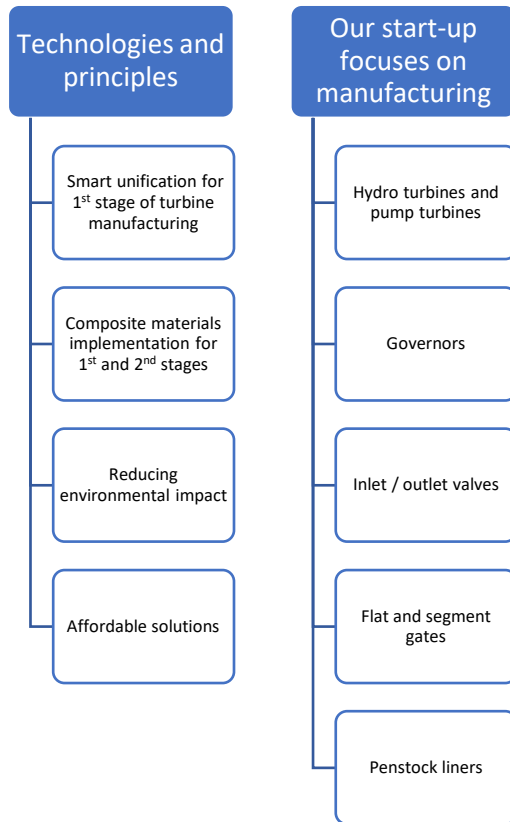 Technologies and
principles
Smart unification for
1st stage of turbine
manufacturing
Composite materials
implementation for
1st and 2nd stages
Reducing
environmental impact
Affordable solutions
Our start-up
focuses on
manufacturing
Hydro turbines and
pump turbines
Governors
Inlet / outlet valves
Flat and segment
gates
Penstock liners